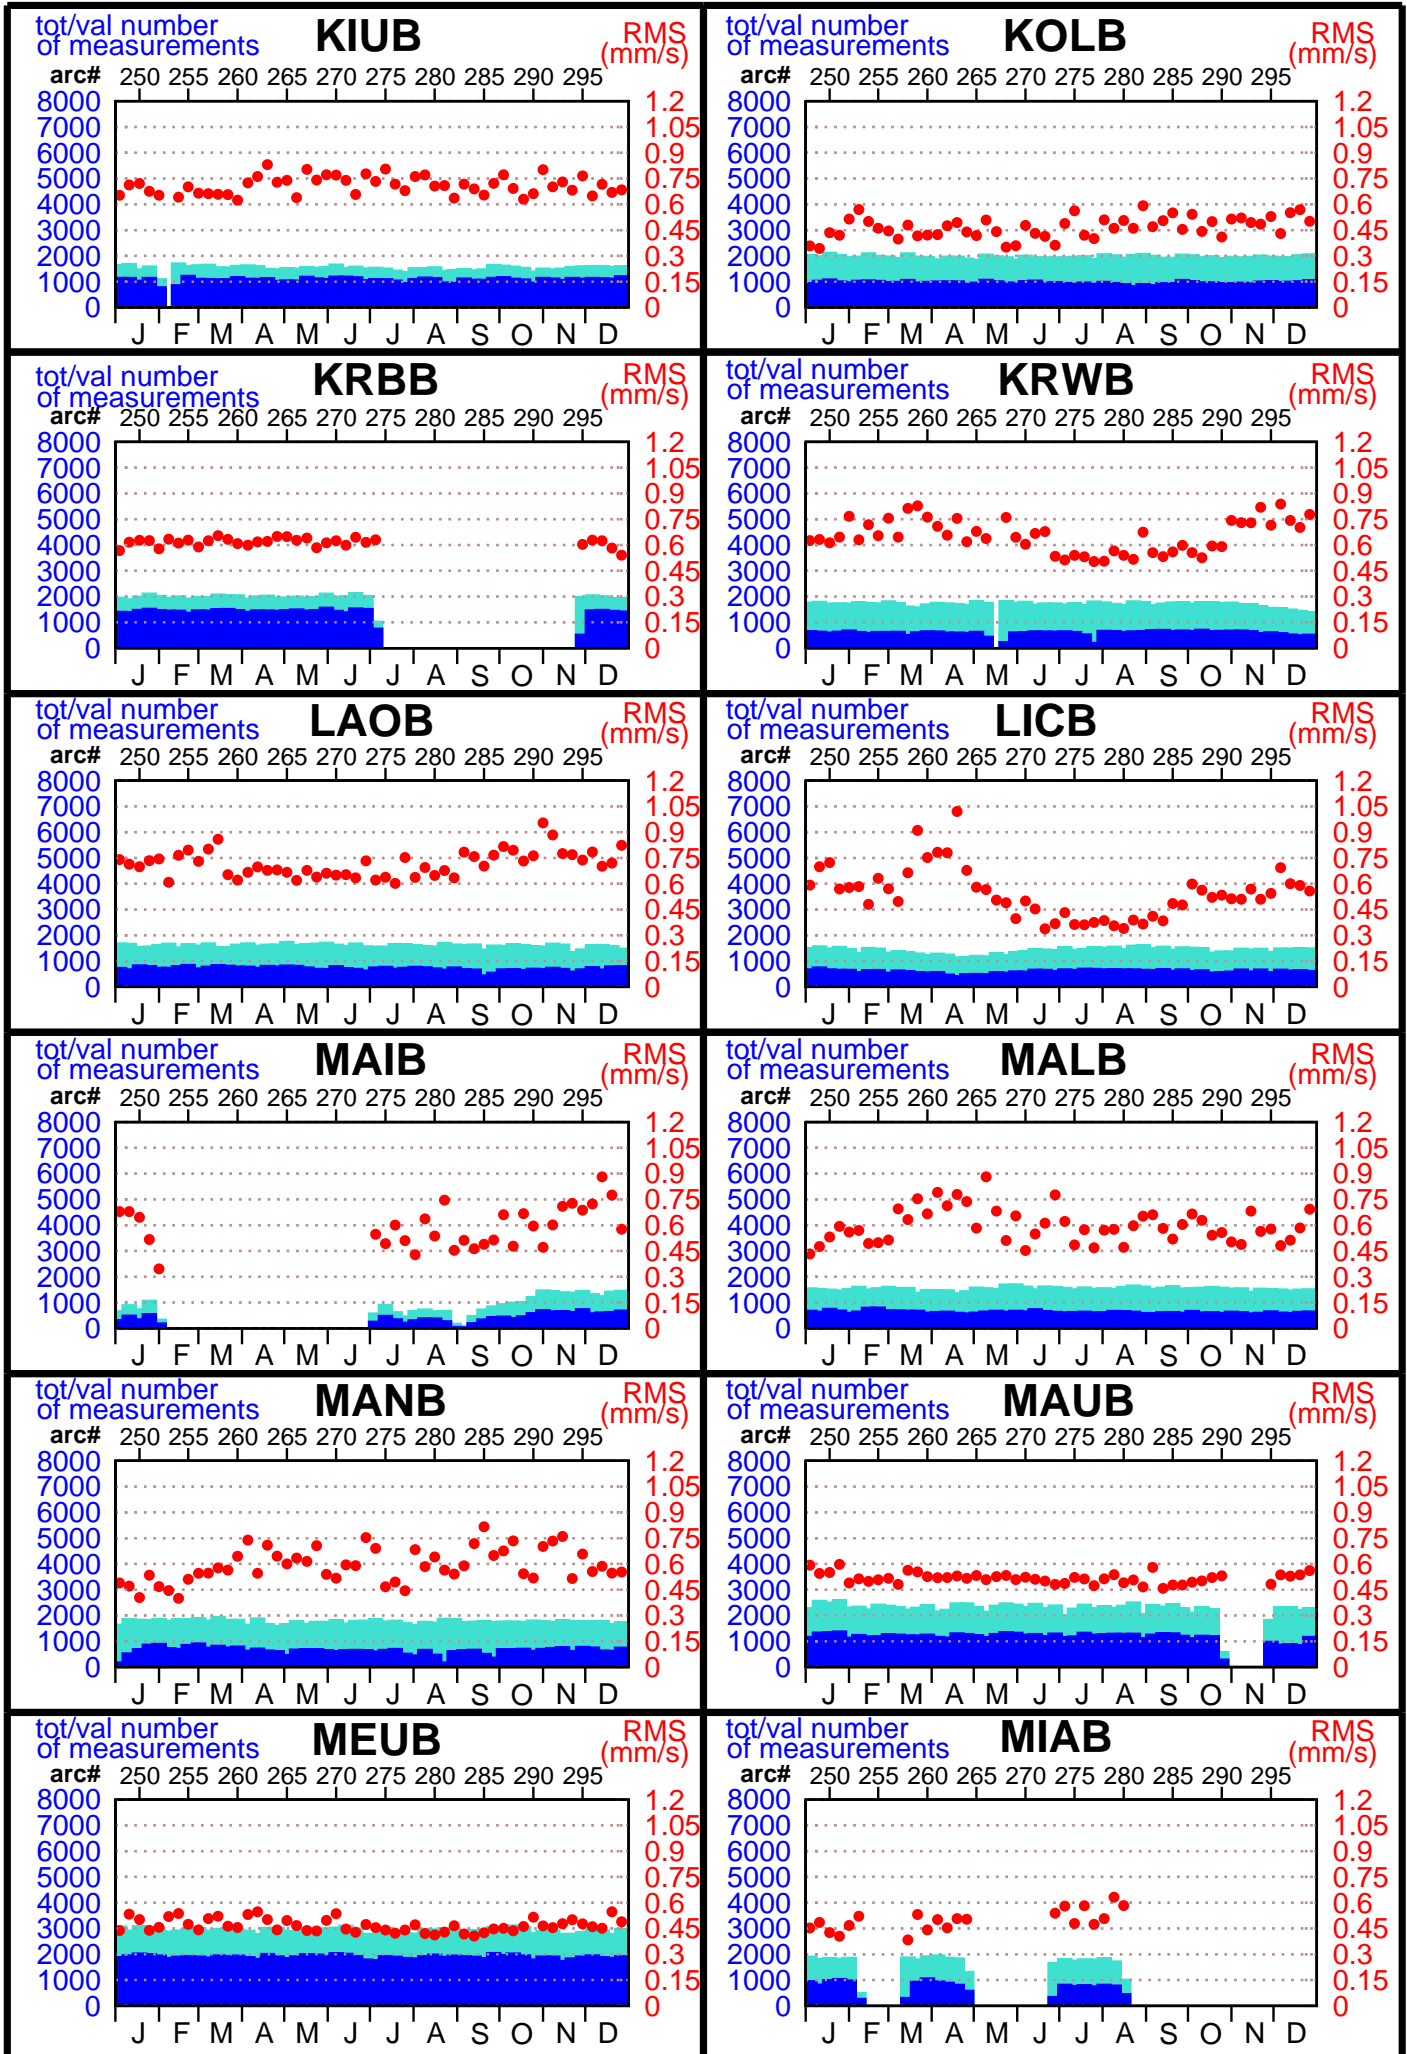 tot/val number
of measurements
KIUB
RMS
(mm/s)
arc# 250 255 260 265 270 275 280 285 290 295
8000 1.2
7000 1.05
6000 0.9
5000 0.75
4000 0.6
3000 0.45
2000 0.3
1000 0.15
0 0
J F M A M J J A S O N D
tot/val number
of measurements
KOLB
RMS
(mm/s)
arc# 250 255 260 265 270 275 280 285 290 295
8000 1.2
7000 1.05
6000 0.9
5000 0.75
4000 0.6
3000 0.45
2000 0.3
1000 0.15
0 0
J F M A M J J A S O N D
tot/val number
of measurements
KRBB
RMS
(mm/s)
arc# 250 255 260 265 270 275 280 285 290 295
8000 1.2
7000 1.05
6000 0.9
5000 0.75
4000 0.6
3000 0.45
2000 0.3
1000 0.15
0 0
J F M A M J J A S O N D
tot/val number
of measurements
KRWB
RMS
(mm/s)
arc# 250 255 260 265 270 275 280 285 290 295
8000 1.2
7000 1.05
6000 0.9
5000 0.75
4000 0.6
3000 0.45
2000 0.3
1000 0.15
0 0
J F M A M J J A S O N D
tot/val number
of measurements
LAOB
RMS
(mm/s)
arc# 250 255 260 265 270 275 280 285 290 295
8000 1.2
7000 1.05
6000 0.9
5000 0.75
4000 0.6
3000 0.45
2000 0.3
1000 0.15
0 0
J F M A M J J A S O N D
tot/val number
of measurements
LICB
RMS
(mm/s)
arc# 250 255 260 265 270 275 280 285 290 295
8000 1.2
7000 1.05
6000 0.9
5000 0.75
4000 0.6
3000 0.45
2000 0.3
1000 0.15
0 0
J F M A M J J A S O N D
tot/val number
of measurements
MAIB
RMS
(mm/s)
arc# 250 255 260 265 270 275 280 285 290 295
8000 1.2
7000 1.05
6000 0.9
5000 0.75
4000 0.6
3000 0.45
2000 0.3
1000 0.15
0 0
J F M A M J J A S O N D
tot/val number
of measurements
MALB
RMS
(mm/s)
arc# 250 255 260 265 270 275 280 285 290 295
8000 1.2
7000 1.05
6000 0.9
5000 0.75
4000 0.6
3000 0.45
2000 0.3
1000 0.15
0 0
J F M A M J J A S O N D
tot/val number
of measurements
MANB
RMS
(mm/s)
arc# 250 255 260 265 270 275 280 285 290 295
8000 1.2
7000 1.05
6000 0.9
5000 0.75
4000 0.6
3000 0.45
2000 0.3
1000 0.15
0 0
J F M A M J J A S O N D
tot/val number
of measurements
MAUB
RMS
(mm/s)
arc# 250 255 260 265 270 275 280 285 290 295
8000 1.2
7000 1.05
6000 0.9
5000 0.75
4000 0.6
3000 0.45
2000 0.3
1000 0.15
0 0
J F M A M J J A S O N D
tot/val number
of measurements
MEUB
RMS
(mm/s)
arc# 250 255 260 265 270 275 280 285 290 295
8000 1.2
7000 1.05
6000 0.9
5000 0.75
4000 0.6
3000 0.45
2000 0.3
1000 0.15
0 0
J F M A M J J A S O N D
tot/val number
of measurements
MIAB
RMS
(mm/s)
arc# 250 255 260 265 270 275 280 285 290 295
8000 1.2
7000 1.05
6000 0.9
5000 0.75
4000 0.6
3000 0.45
2000 0.3
1000 0.15
0 0
J F M A M J J A S O N D